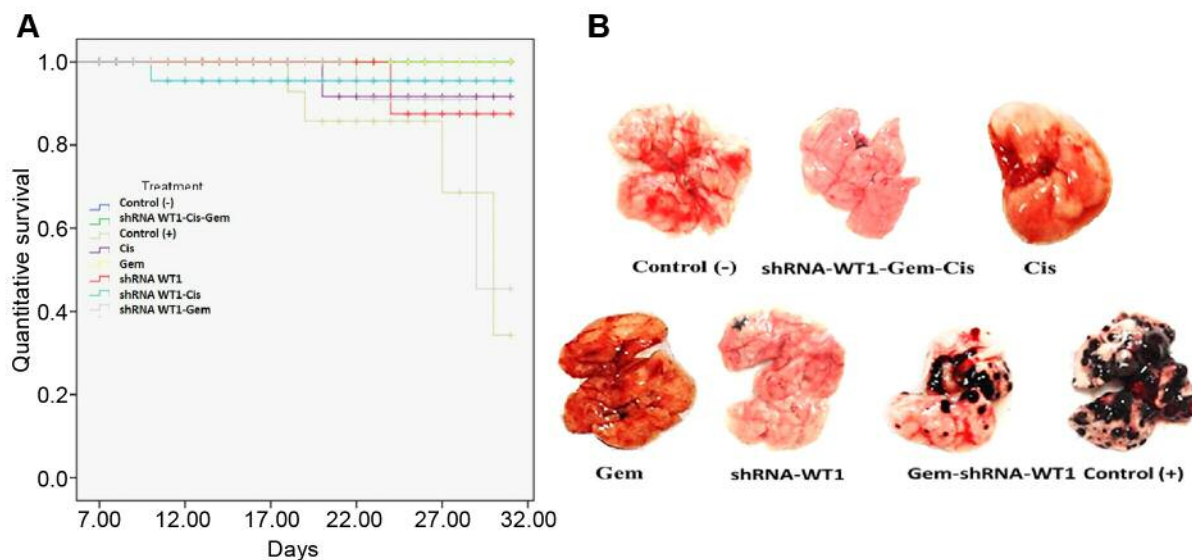 A
Quantitative survival
1.0
0.8
0.6
0.4
0.2
0.0
Treatment
Control (-)
shRNA WT1-Cis-Gem
Control (+)
Cis
Gem
shRNA WT1
shRNA WT1-Cis
shRNA WT1-Gem
7.00 12.00 17.00 22.00 27.00 32.00
Days
B
Control (-) shRNA-WT1-Gem-Cis Cis
Gem shRNA-WT1 Gem-shRNA-WT1 Control (+)